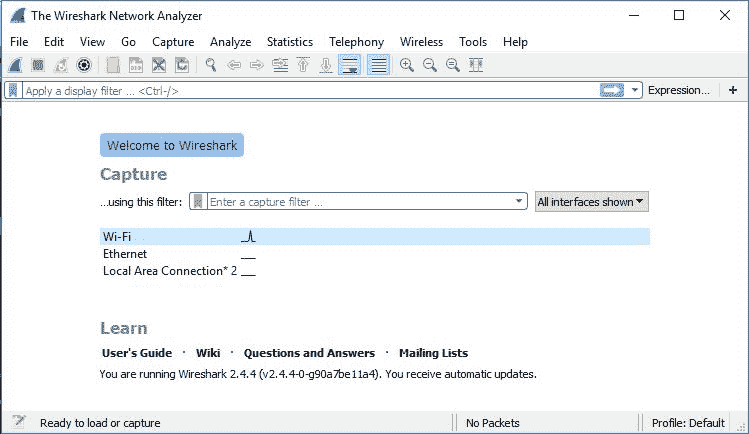 The Wireshark Network Analyzer
File Edit View Go Capture Analyze Statistics Telephony Wireless Tools Help
Apply a display filter ... <Ctrl-/> Expression... +
Welcome to Wireshark
Capture
...using this filter: Enter a capture filter ... All interfaces shown
Wi-Fi
Ethernet
Local Area Connection* 2
Learn
User's Guide · Wiki · Questions and Answers · Mailing Lists
You are running Wireshark 2.4.4 (v2.4.4-0-g90a7be11a4). You receive automatic updates.
Ready to load or capture No Packets Profile: Default